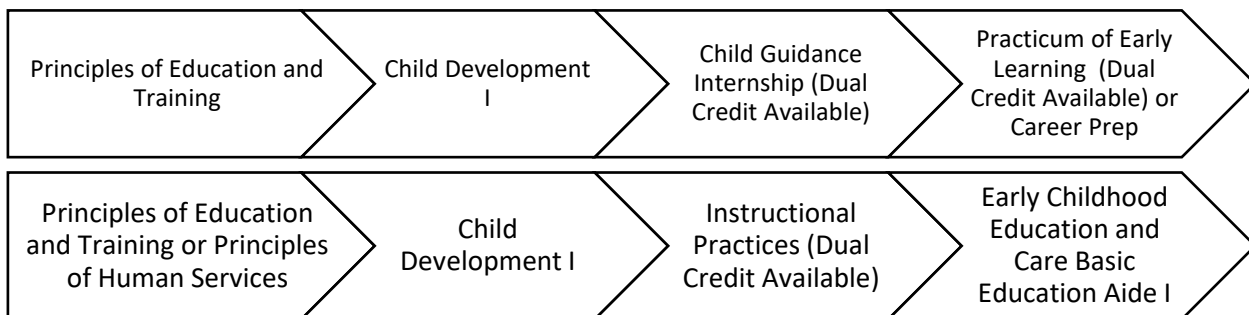 Principles of Education and
Training
Child Development
I
Child Guidance
Internship (Dual
Credit Available)
Practicum of Early
Learning (Dual
Credit Available) or
Career Prep
Principles of Education
and Training or Principles
of Human Services
Child
Development I
Instructional
Practices (Dual
Credit Available)
Early Childhood
Education and
Care Basic
Education Aide I